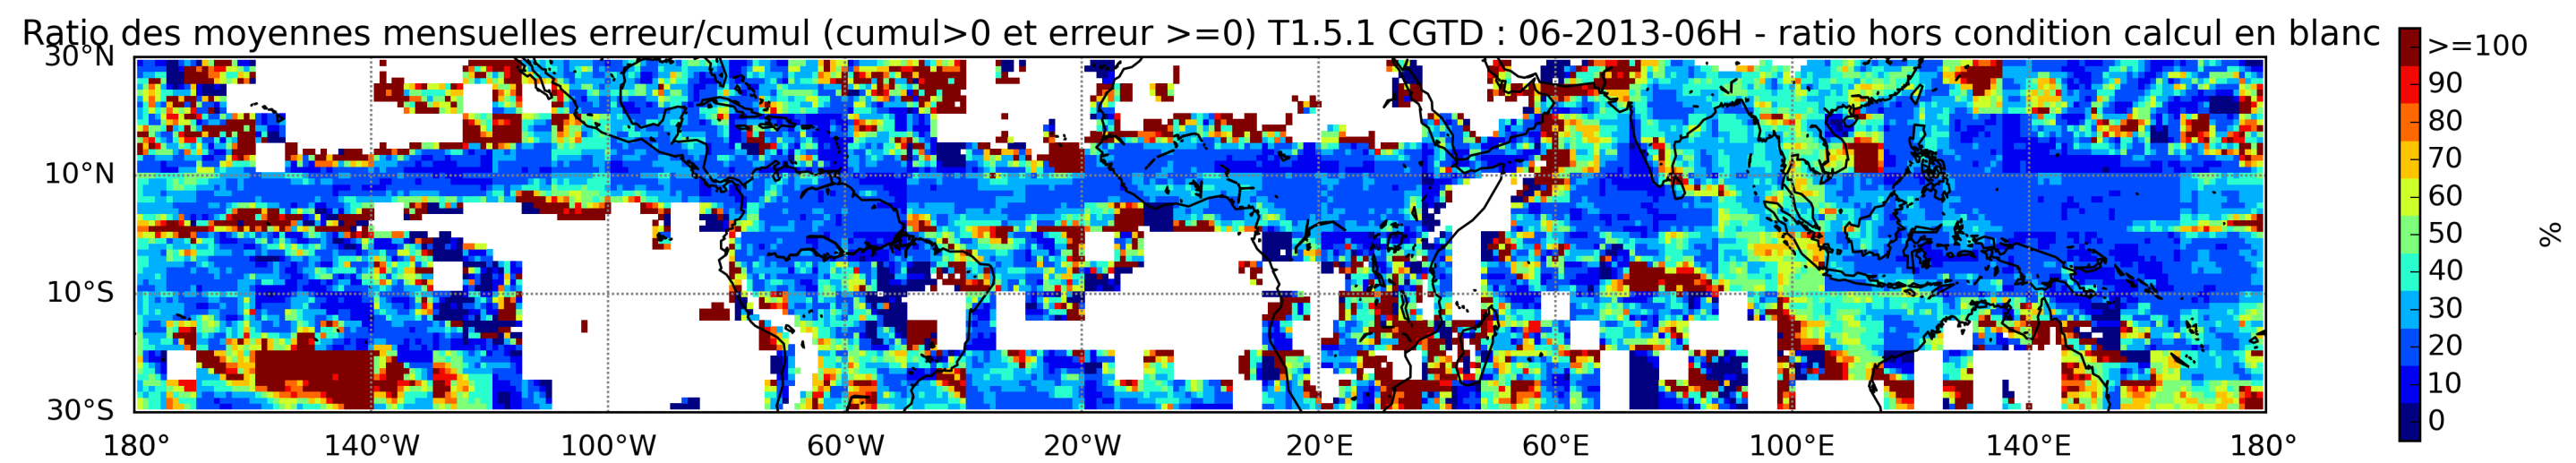 Ratio des moyennes mensuelles erreur/cumul (cumul>0 et erreur >=0) T1.5.1 CGTD : 06-2013-06H - ratio hors condition calcul en blanc
30°N
10°N
10°S
30°S
180° 140°W 100°W 60°W 20°W 20°E 60°E 100°E 140°E 180°
>=100
90
80
70
60
50
40
30
20
10
0
%